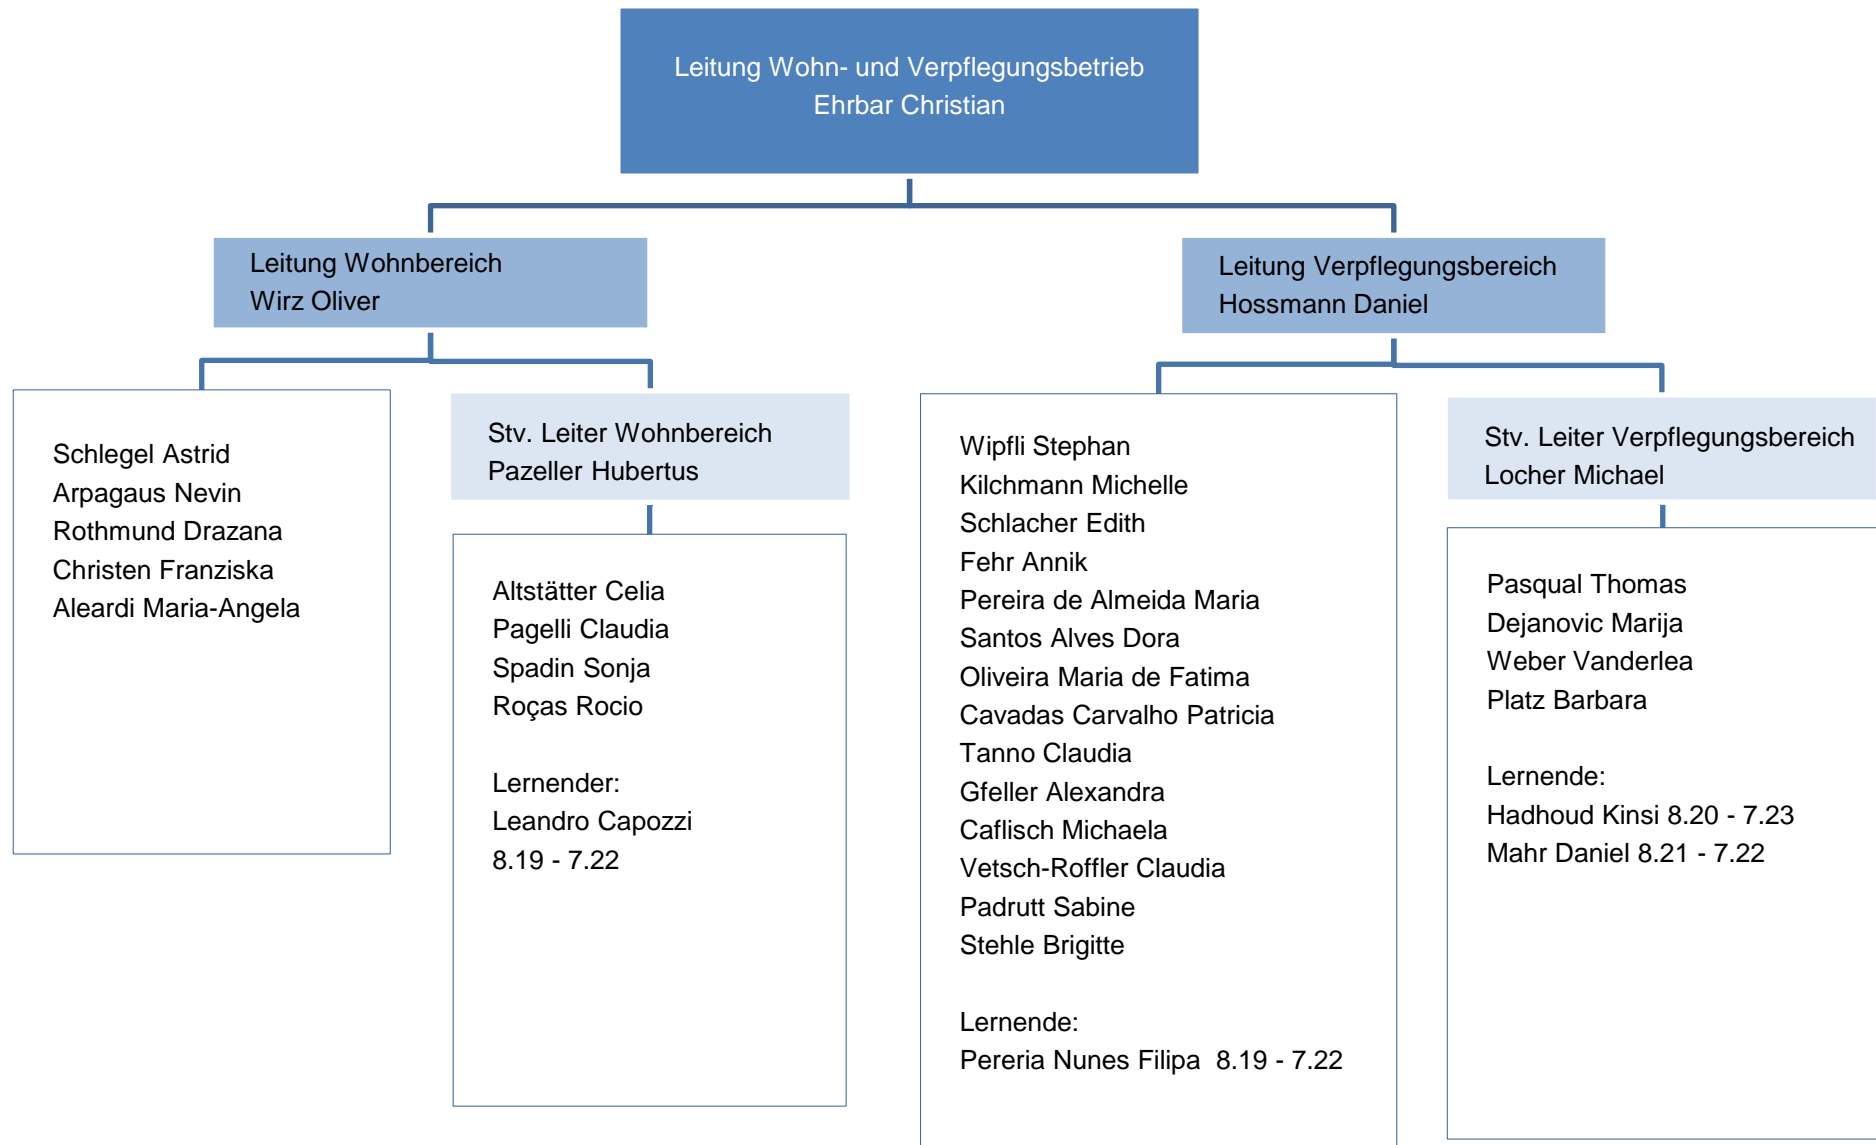 Leitung Wohn- und Verpflegungsbetrieb
Ehrbar Christian
Leitung Wohnbereich
Wirz Oliver
Leitung Verpflegungsbereich
Hossmann Daniel
Schlegel Astrid
Arpagaus Nevin
Rothmund Drazana
Christen Franziska
Aleardi Maria-Angela
Stv. Leiter Wohnbereich
Pazeller Hubertus
Altstätter Celia
Pagelli Claudia
Spadin Sonja
Roças Rocio
Lernender:
Leandro Capozzi
8.19 - 7.22
Wipfli Stephan
Kilchmann Michelle
Schlacher Edith
Fehr Annik
Pereira de Almeida Maria
Santos Alves Dora
Oliveira Maria de Fatima
Cavadas Carvalho Patricia
Tanno Claudia
Gfeller Alexandra
Caflisch Michaela
Vetsch-Roffler Claudia
Padrutt Sabine
Stehle Brigitte
Lernende:
Pereria Nunes Filipa  8.19 - 7.22
Stv. Leiter Verpflegungsbereich
Locher Michael
Pasqual Thomas
Dejanovic Marija
Weber Vanderlea
Platz Barbara
Lernende:
Hadhoud Kinsi 8.20 - 7.23
Mahr Daniel 8.21 - 7.22